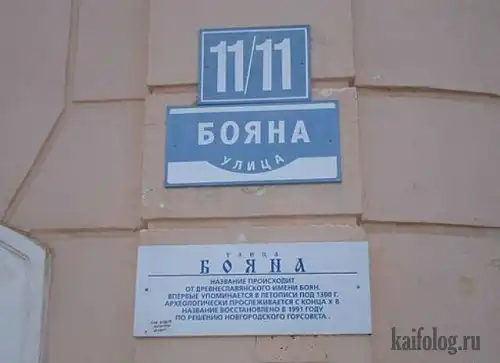 11/11
БОЯНА
УЛИЦА
УЛИЦА
БОЯНА
НАЗВАНИЕ ПРОИСХОДИТ
ОТ ДРЕВНЕСЛАВЯНСКОГО ИМЕНИ БОЯН.
ВПЕРВЫЕ УПОМИНАЕТСЯ В ЛЕТОПИСИ ПОД 1300 Г.
АРХЕОЛОГИЧЕСКИ ПРОСЛЕЖИВАЕТСЯ С КОНЦА X В
НАЗВАНИЕ ВОССТАНОВЛЕНО В 1991 ГОДУ
ПО РЕШЕНИЮ НОВГОРОДСКОГО ГОРСОВЕТА.
kaifolog.ru